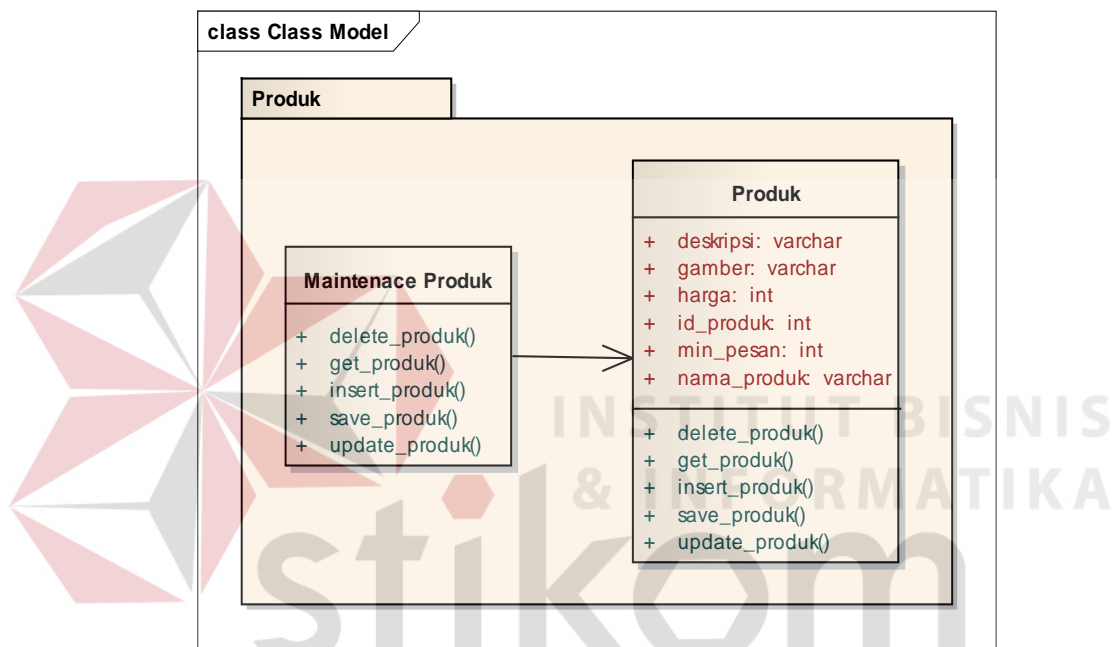 class Class Model
Produk
Maintenace Produk
+ delete_produk()
+ get_produk()
+ insert_produk()
+ save_produk()
+ update_produk()
Produk
+ deskripsi: varchar
+ gamber: varchar
+ harga: int
+ id_produk: int
+ min_pesan: int
+ nama_produk: varchar
+ delete_produk()
+ get_produk()
+ insert_produk()
+ save_produk()
+ update_produk()
INSTITUT BISNIS
& INFORMATIKA
stikom